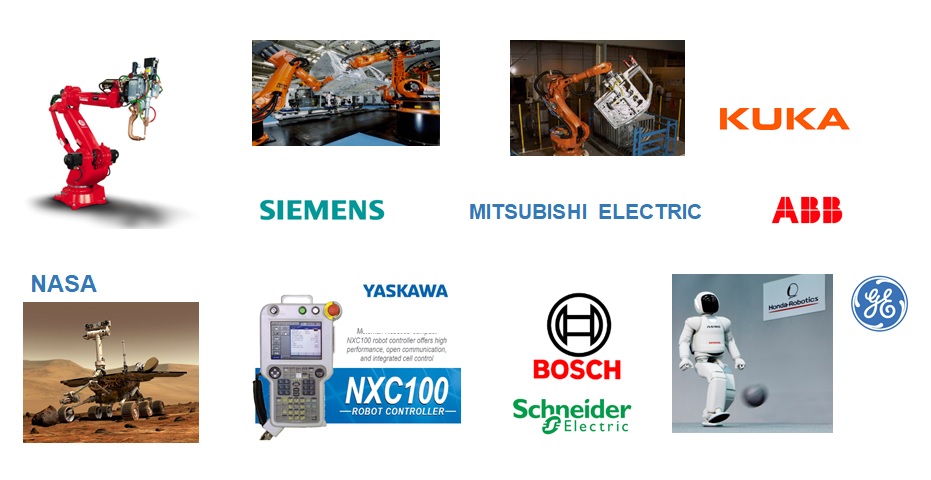 KUKA
SIEMENS
MITSUBISHI ELECTRIC
ABB
NASA
YASKAWA
NXC100 robot controller offers high
performance, open communication,
and integrated cell control
NXC100
ROBOT CONTROLLER
BOSCH
Schneider
Electric
Honda Robotics
GE